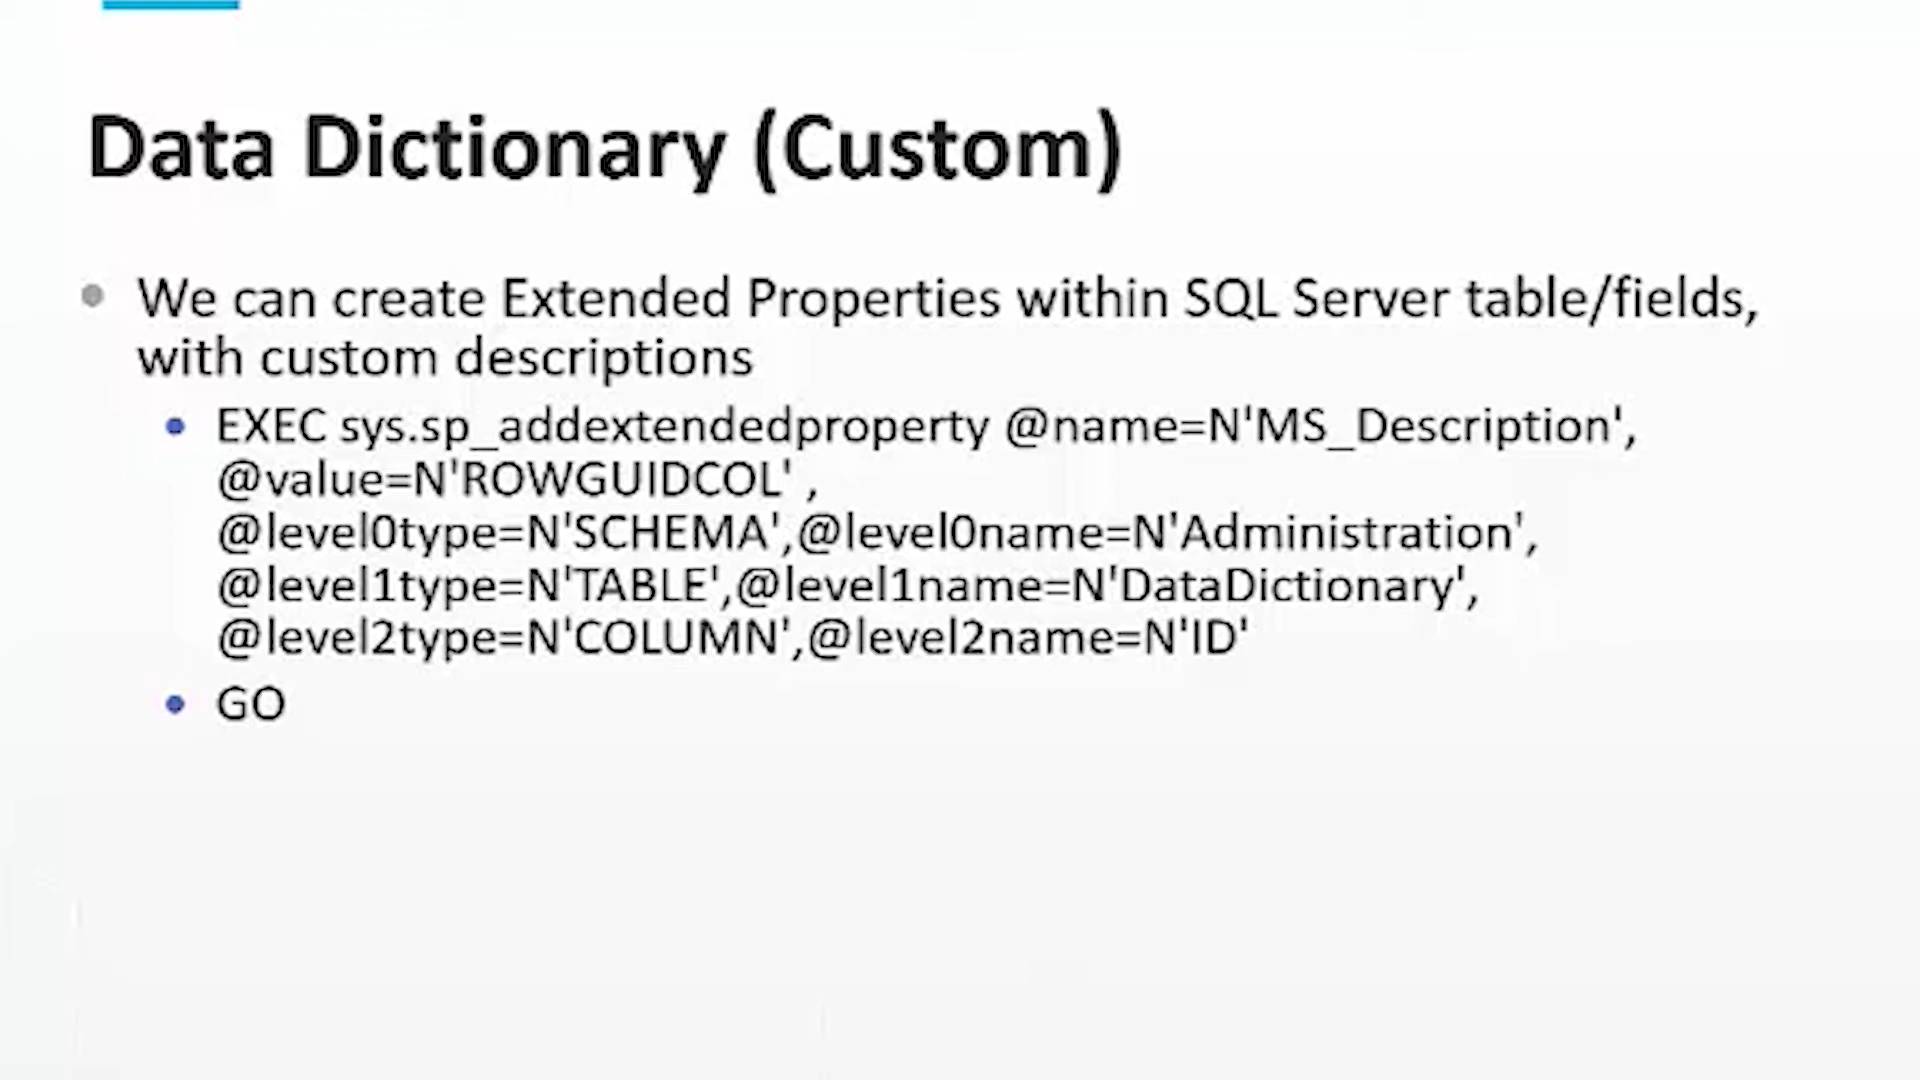 Data Dictionary (Custom)
We can create Extended Properties within SQL Server table/fields,
with custom descriptions
EXEC sys.sp_addextendedproperty @name=N'MS_Description',
@value=N'ROWGUIDCOL' ,
@level0type=N'SCHEMA',@level0name=N'Administration',
@level1type=N'TABLE',@level1name=N'DataDictionary',
@level2type=N'COLUMN',@level2name=N'ID'
GO